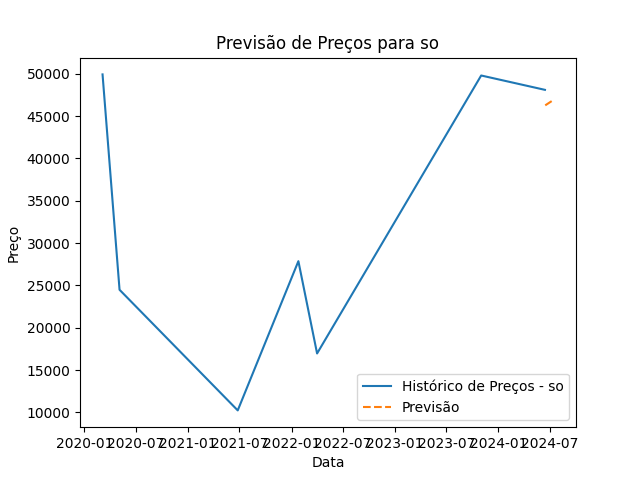 Previsão de Preços para so
Preço
50000
45000
40000
35000
30000
25000
20000
15000
10000
Histórico de Preços - so
Previsão
2020-01 2020-07 2021-01 2021-07 2022-01 2022-07 2023-01 2023-07 2024-01 2024-07
Data